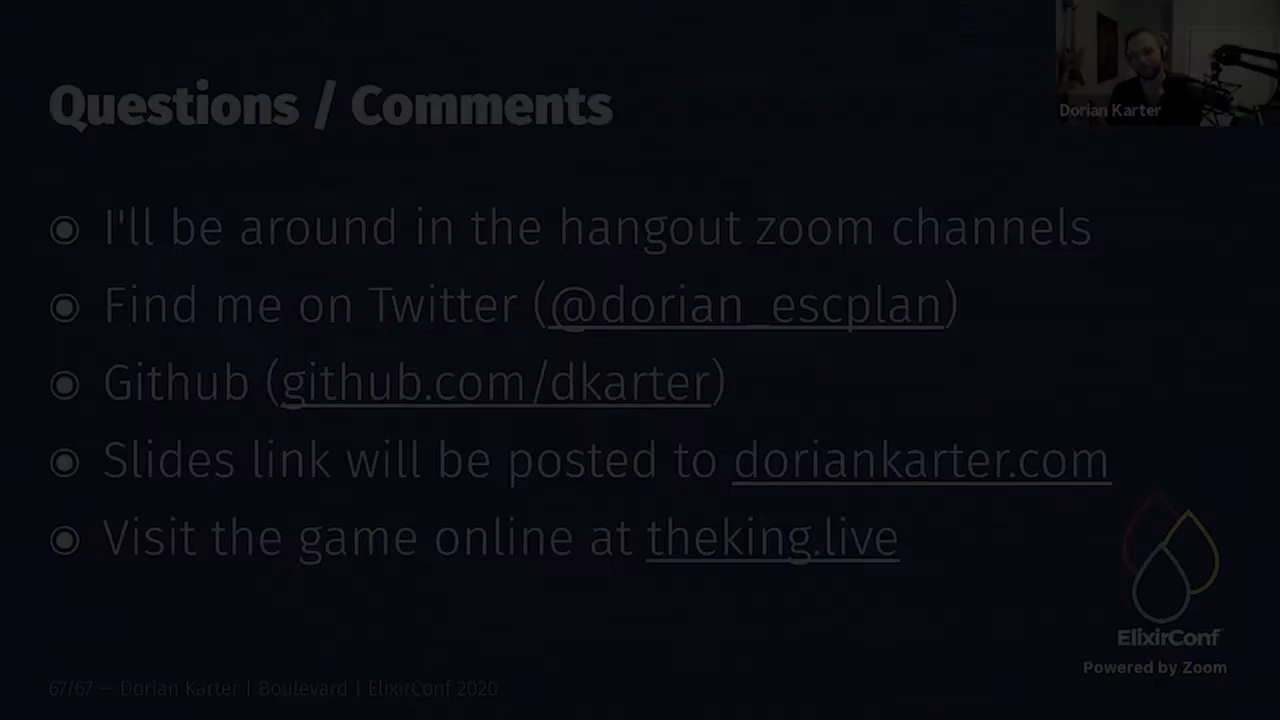 Questions / Comments
Dorian Karter
◉ I'll be around in the hangout zoom channels
◉ Find me on Twitter (@dorian_escplan)
◉ Github (github.com/dkarter)
◉ Slides link will be posted to doriankarter.com
◉ Visit the game online at theking.live
ElixirConf
Powered by Zoom
67/67 — Dorian Karter | Boulevard | ElixirConf 2020